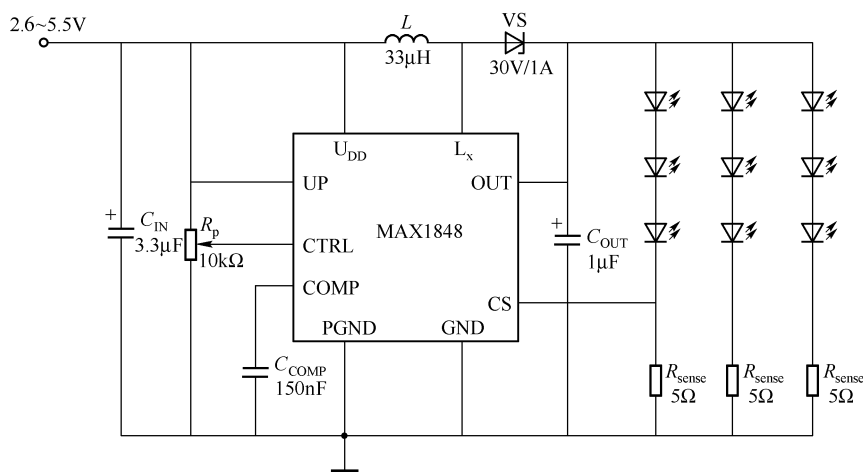 2.6~5.5V
L
33μH
VS
30V/1A
U_DD
L_x
UP
OUT
C_IN
3.3μF
R_p
10kΩ
CTRL
MAX1848
C_OUT
1μF
COMP
CS
PGND
GND
C_COMP
150nF
R_sense
5Ω
R_sense
5Ω
R_sense
5Ω
+
+